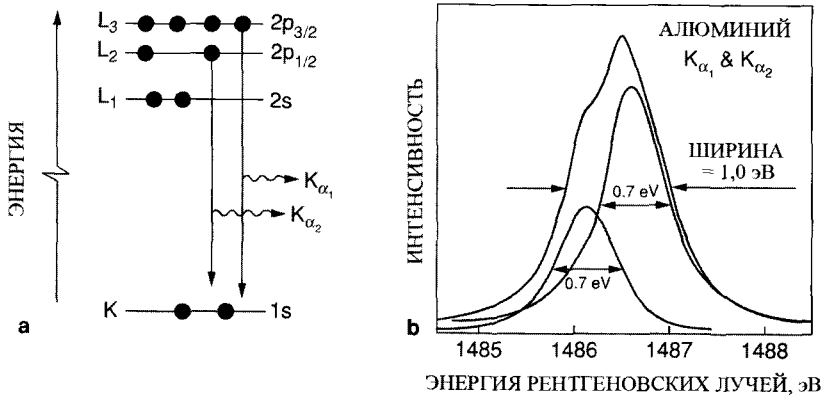 ЭНЕРГИЯ
L₃ 2p₃/₂
L₂ 2p₁/₂
L₁ 2s
Kα₁
Kα₂
K 1s
a
ИНТЕНСИВНОСТЬ
АЛЮМИНИЙ
Kα₁ & Kα₂
ШИРИНА
= 1,0 эВ
0.7 eV
0.7 eV
b
1485 1486 1487 1488
ЭНЕРГИЯ РЕНТГЕНОВСКИХ ЛУЧЕЙ, эВ